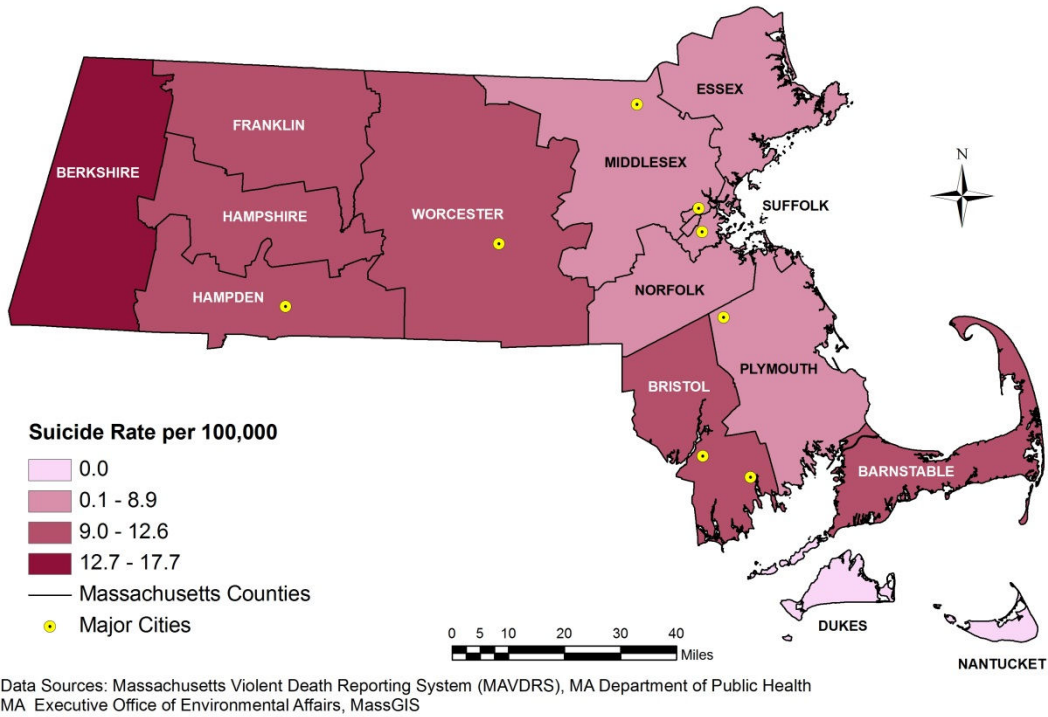 ESSEX
FRANKLIN
N
MIDDLESEX
BERKSHIRE
SUFFOLK
HAMPSHIRE
WORCESTER
NORFOLK
HAMPDEN
PLYMOUTH
BRISTOL
Suicide Rate per 100,000
BARNSTABLE
0.0
0.1 - 8.9
9.0 - 12.6
12.7 - 17.7
Massachusetts Counties
Major Cities
DUKES
0 5 10 20 30 40
Miles
NANTUCKET
Data Sources: Massachusetts Violent Death Reporting System (MAVDRS), MA Department of Public Health
MA Executive Office of Environmental Affairs, MassGIS